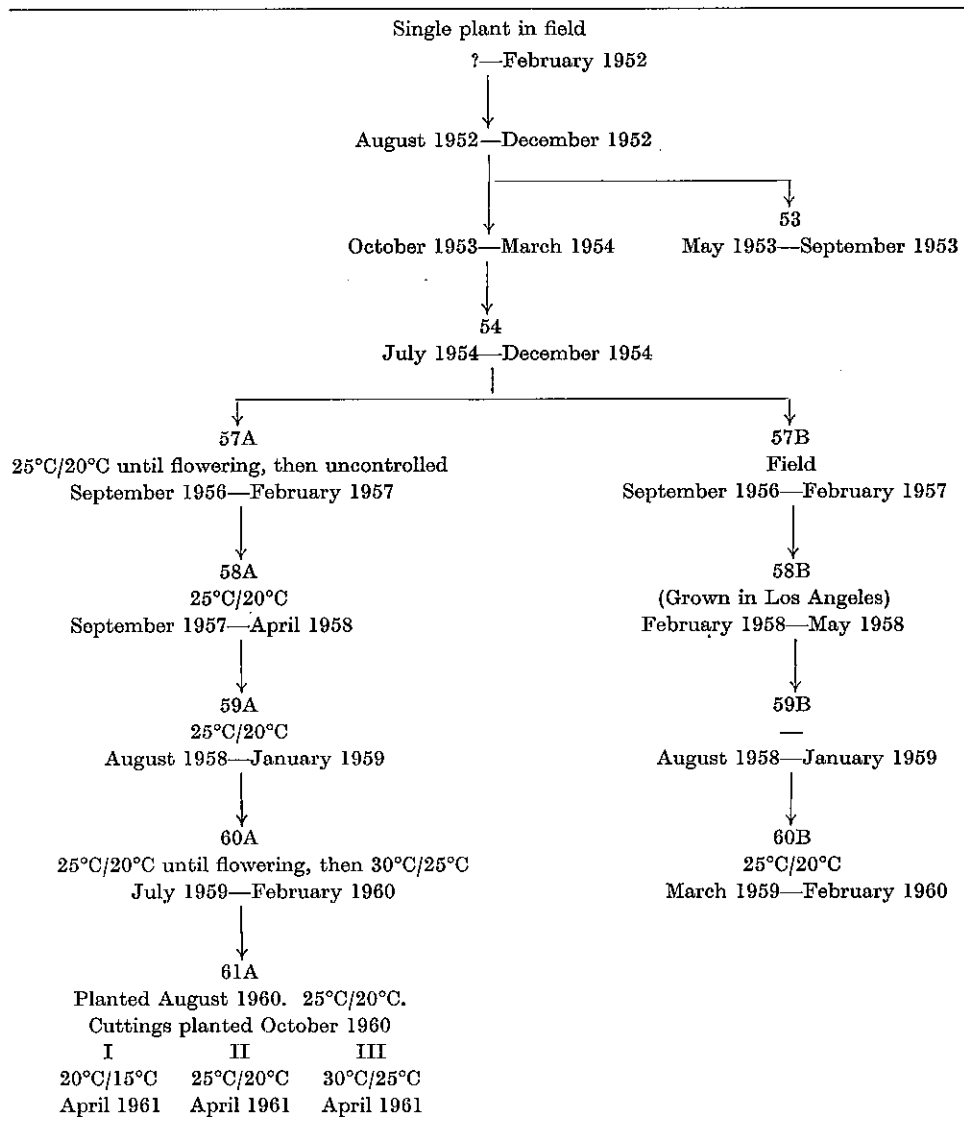 Single plant in field
?—February 1952
August 1952—December 1952
53
October 1953—March 1954 May 1953—September 1953
54
July 1954—December 1954
57A 57B
25°C/20°C until flowering, then uncontrolled Field
September 1956—February 1957 September 1956—February 1957
58A 58B
25°C/20°C (Grown in Los Angeles)
September 1957—April 1958 February 1958—May 1958
59A 59B
25°C/20°C —
August 1958—January 1959 August 1958—January 1959
60A 60B
25°C/20°C until flowering, then 30°C/25°C 25°C/20°C
July 1959—February 1960 March 1959—February 1960
61A
Planted August 1960. 25°C/20°C.
Cuttings planted October 1960
I II III
20°C/15°C 25°C/20°C 30°C/25°C
April 1961 April 1961 April 1961